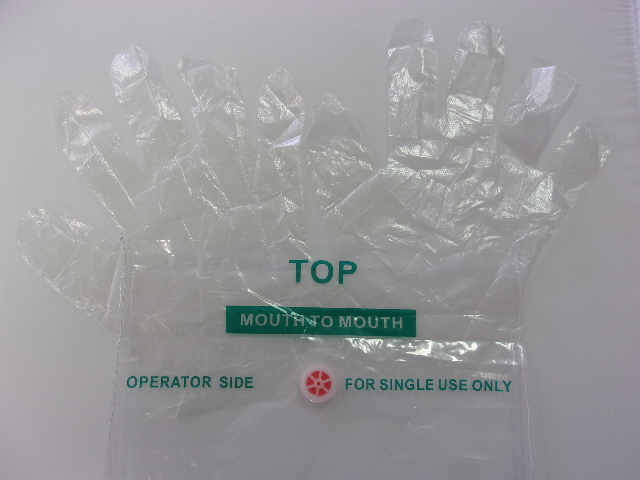 TOP
MOUTH TO MOUTH
OPERATOR SIDE FOR SINGLE USE ONLY